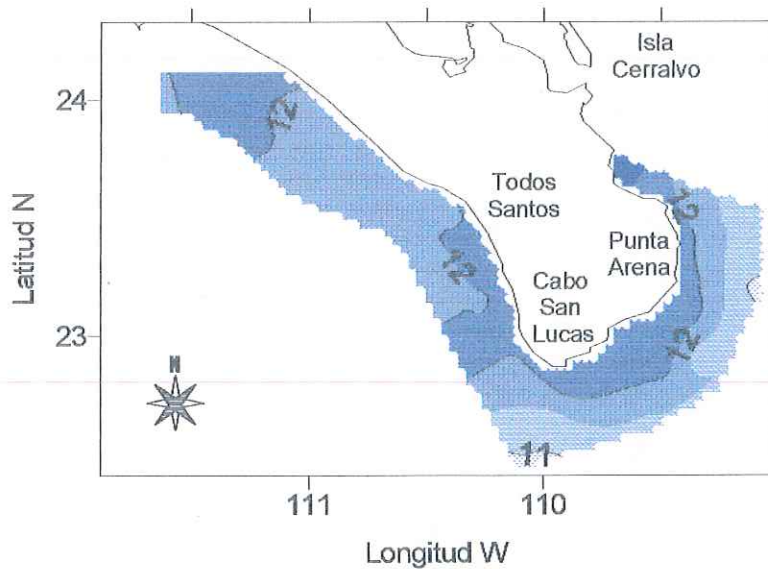 Isla
Cerralvo
24
12
Todos
Santos
12
Punta
Arena
12
Cabo
San
Lucas
12
23
N
11
111
110
Latitud N
Longitud W